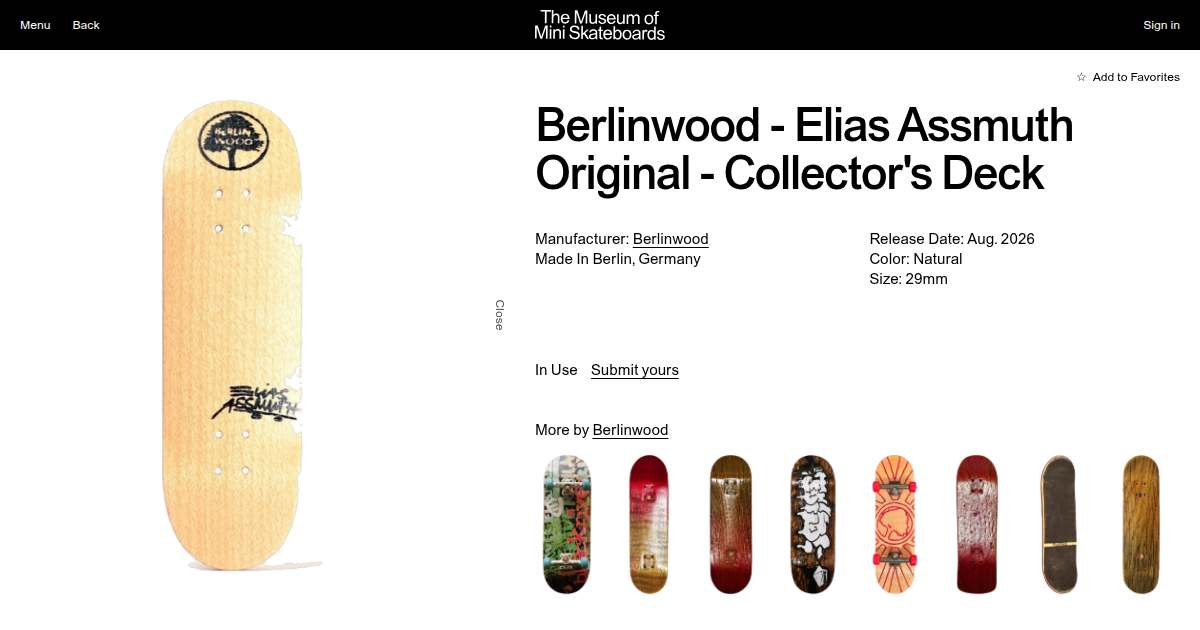 Menu
Back
The Museum of
Mini Skateboards
Sign in
☆ Add to Favorites
BERLIN
WOOD
Elias
ASSMUTH
Close
Berlinwood - Elias Assmuth
Original - Collector's Deck
Manufacturer: Berlinwood
Made In Berlin, Germany
Release Date: Aug. 2026
Color: Natural
Size: 29mm
In Use
Submit yours
More by Berlinwood